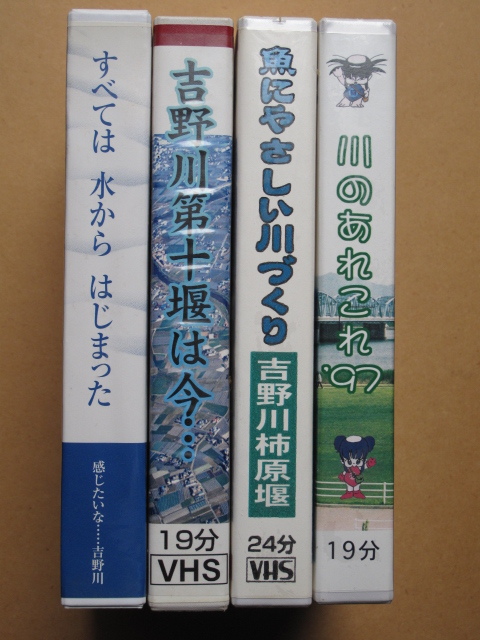 すべては 水から はじまった
感じたいな……吉野川
吉野川第十堰は今…
19分
VHS
魚にやさしい川づくり
吉野川柿原堰
24分
VHS
川のあれこれ'97
19分